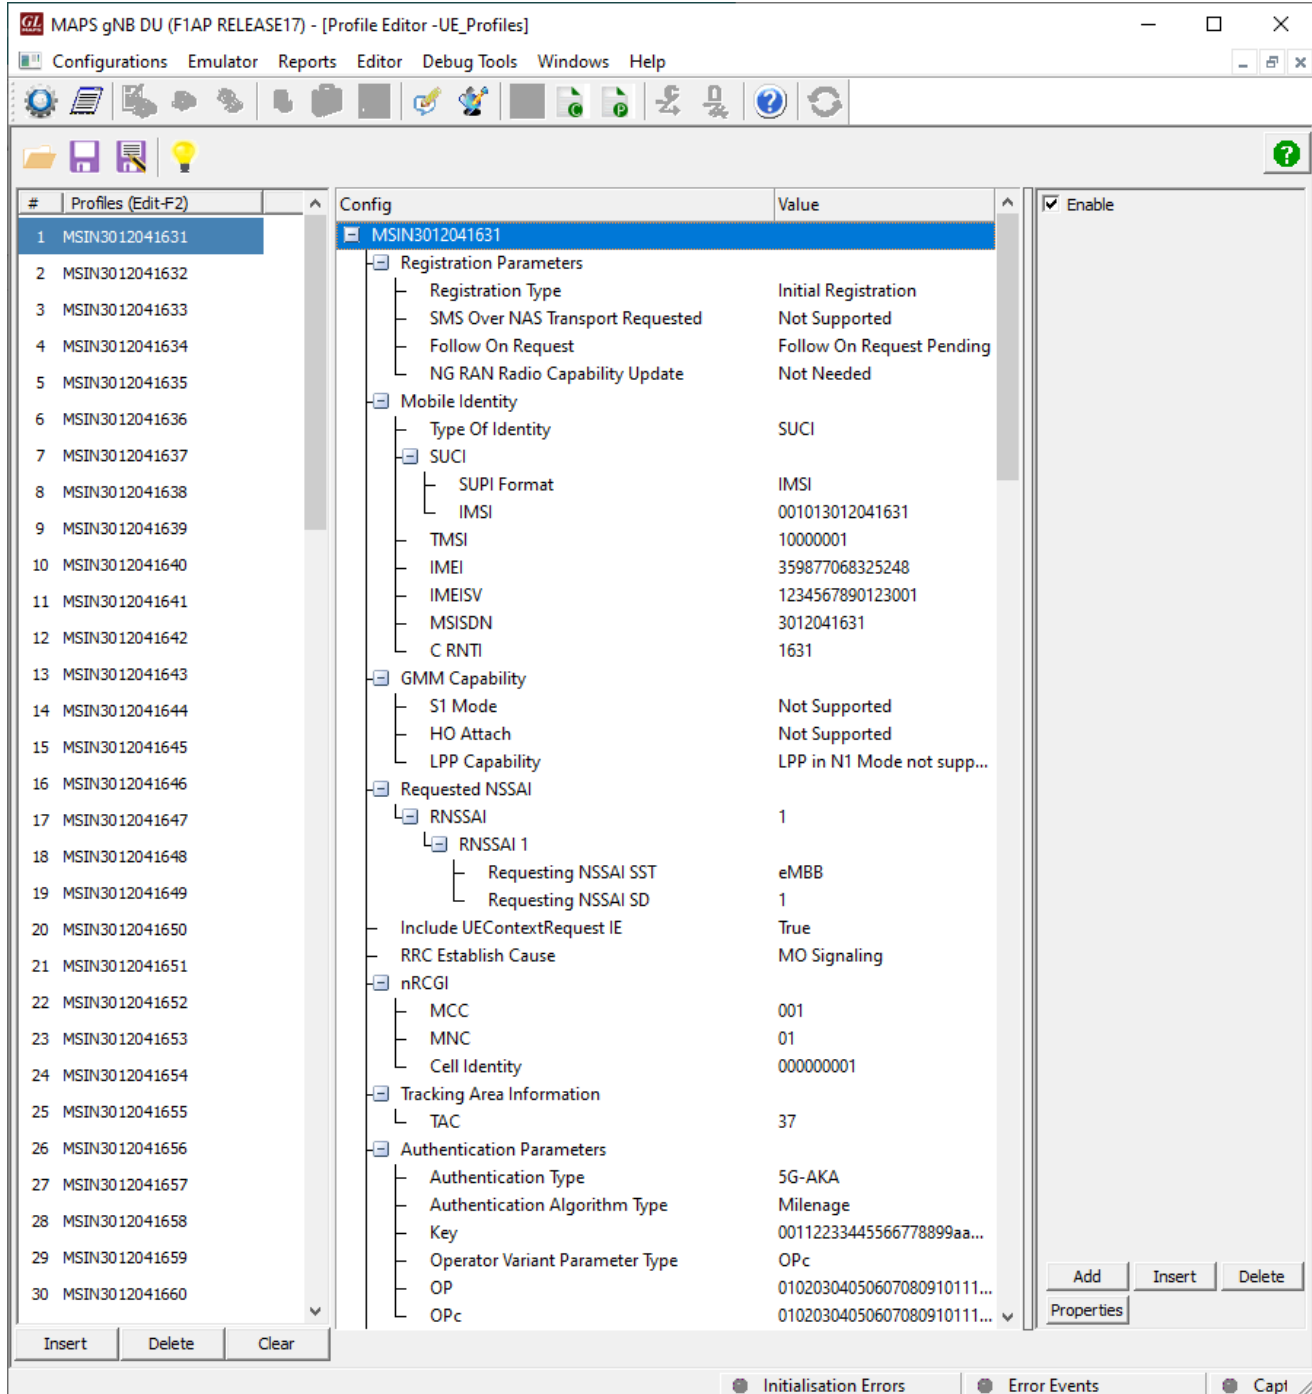 GL MAPS MAPS gNB DU (F1AP RELEASE17) - [Profile Editor -UE_Profiles]
Configurations Emulator Reports Editor Debug Tools Windows Help
# Profiles (Edit-F2) Config Value Enable
1 MSIN3012041631
2 MSIN3012041632
3 MSIN3012041633
4 MSIN3012041634
5 MSIN3012041635
6 MSIN3012041636
7 MSIN3012041637
8 MSIN3012041638
9 MSIN3012041639
10 MSIN3012041640
11 MSIN3012041641
12 MSIN3012041642
13 MSIN3012041643
14 MSIN3012041644
15 MSIN3012041645
16 MSIN3012041646
17 MSIN3012041647
18 MSIN3012041648
19 MSIN3012041649
20 MSIN3012041650
21 MSIN3012041651
22 MSIN3012041652
23 MSIN3012041653
24 MSIN3012041654
25 MSIN3012041655
26 MSIN3012041656
27 MSIN3012041657
28 MSIN3012041658
29 MSIN3012041659
30 MSIN3012041660
Insert Delete Clear
MSIN3012041631
Registration Parameters
Registration Type Initial Registration
SMS Over NAS Transport Requested Not Supported
Follow On Request Follow On Request Pending
NG RAN Radio Capability Update Not Needed
Mobile Identity
Type Of Identity SUCI
SUCI
SUPI Format IMSI
IMSI 001013012041631
TMSI 10000001
IMEI 359877068325248
IMEISV 1234567890123001
MSISDN 3012041631
C RNTI 1631
GMM Capability
S1 Mode Not Supported
HO Attach Not Supported
LPP Capability LPP in N1 Mode not supp...
Requested NSSAI
RNSSAI 1
RNSSAI 1
Requesting NSSAI SST eMBB
Requesting NSSAI SD 1
Include UEContextRequest IE True
RRC Establish Cause MO Signaling
nRCGI
MCC 001
MNC 01
Cell Identity 000000001
Tracking Area Information
TAC 37
Authentication Parameters
Authentication Type 5G-AKA
Authentication Algorithm Type Milenage
Key 00112233445566778899aa...
Operator Variant Parameter Type OPc
OP 01020304050607080910111...
OPc 01020304050607080910111...
Add Insert Delete
Properties
Initialisation Errors Error Events Capt